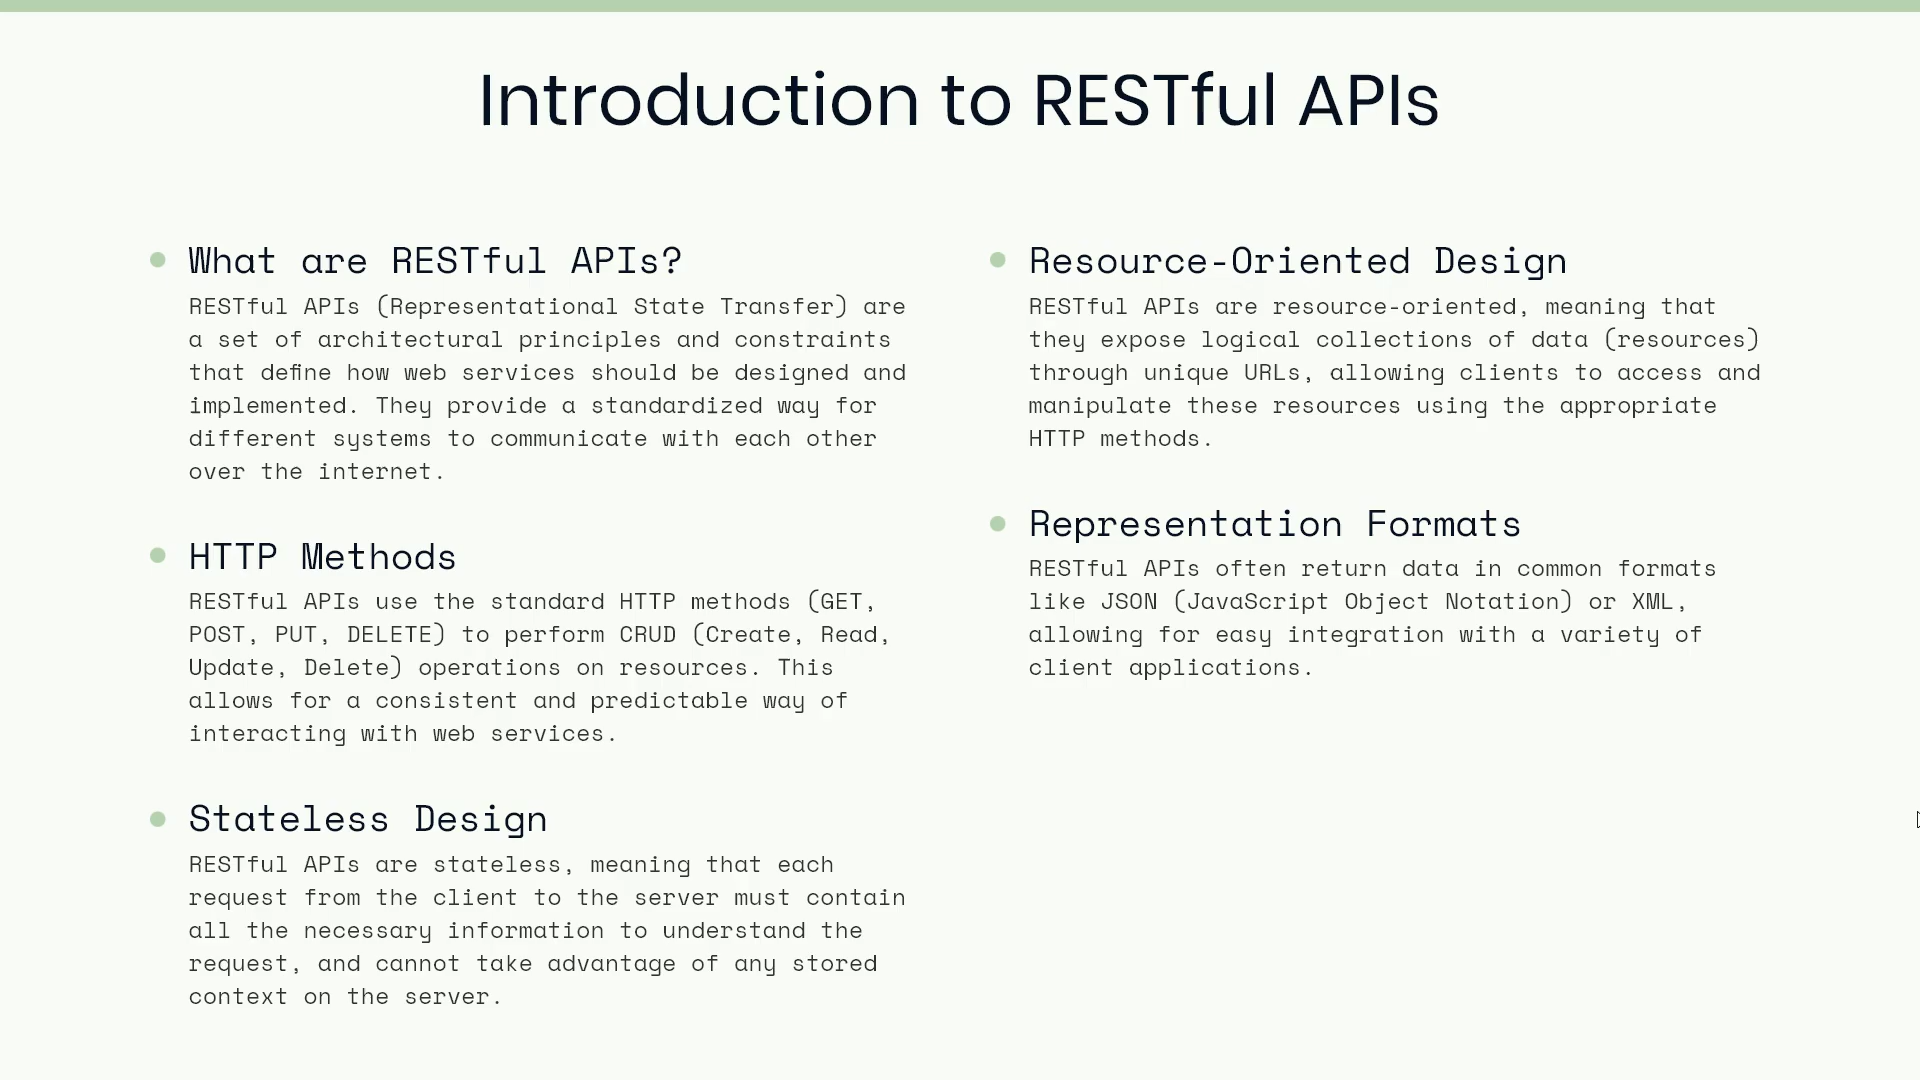 Introduction to RESTful APIs
What are RESTful APIs?
RESTful APIs (Representational State Transfer) are
a set of architectural principles and constraints
that define how web services should be designed and
implemented. They provide a standardized way for
different systems to communicate with each other
over the internet.
HTTP Methods
RESTful APIs use the standard HTTP methods (GET,
POST, PUT, DELETE) to perform CRUD (Create, Read,
Update, Delete) operations on resources. This
allows for a consistent and predictable way of
interacting with web services.
Stateless Design
RESTful APIs are stateless, meaning that each
request from the client to the server must contain
all the necessary information to understand the
request, and cannot take advantage of any stored
context on the server.
Resource-Oriented Design
RESTful APIs are resource-oriented, meaning that
they expose logical collections of data (resources)
through unique URLs, allowing clients to access and
manipulate these resources using the appropriate
HTTP methods.
Representation Formats
RESTful APIs often return data in common formats
like JSON (JavaScript Object Notation) or XML,
allowing for easy integration with a variety of
client applications.